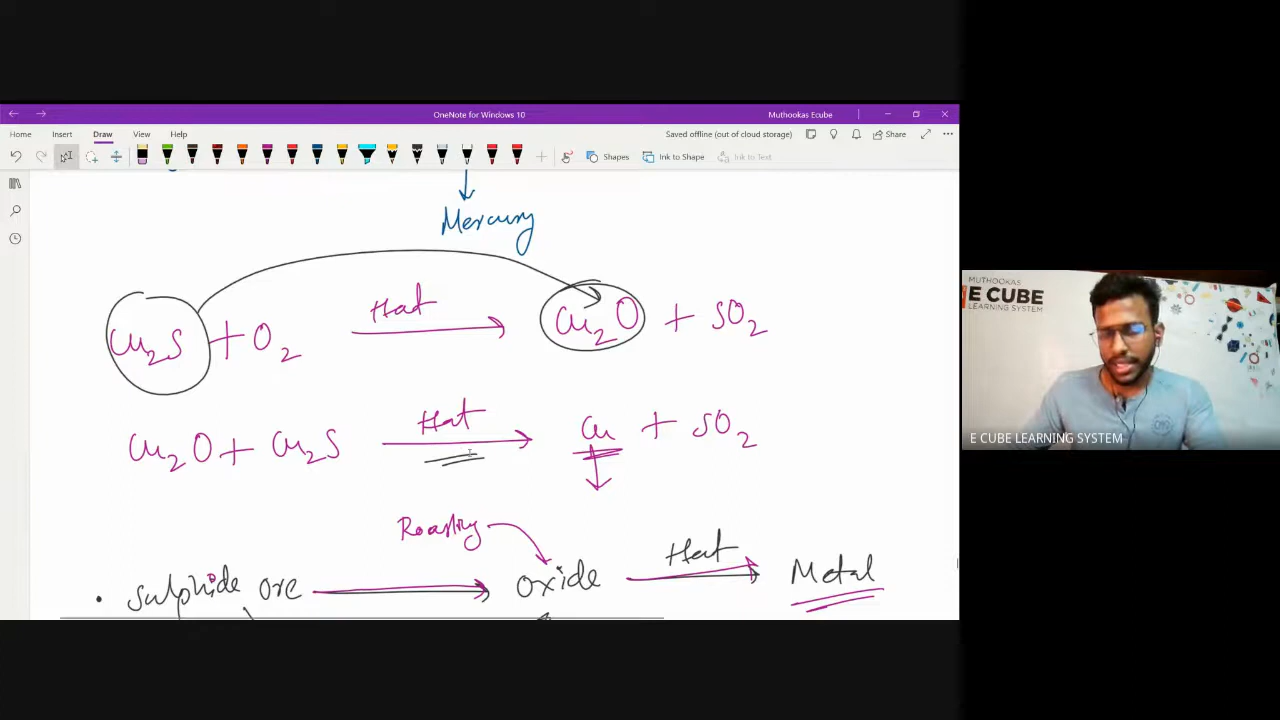 OneNote for Windows 10
Muthookas Ecube
Home Insert Draw View Help
Saved offline (out of cloud storage) Share
Shapes Ink to Shape Ink to Text
Mercury
Cu2S + O2 Heat Cu2O + SO2
Cu2O + Cu2S Heat Cu + SO2
Roasting
• Sulphide ore oxide Heat Metal
MUTHOOKAS
E CUBE
LEARNING SYSTEM
E CUBE LEARNING SYSTEM